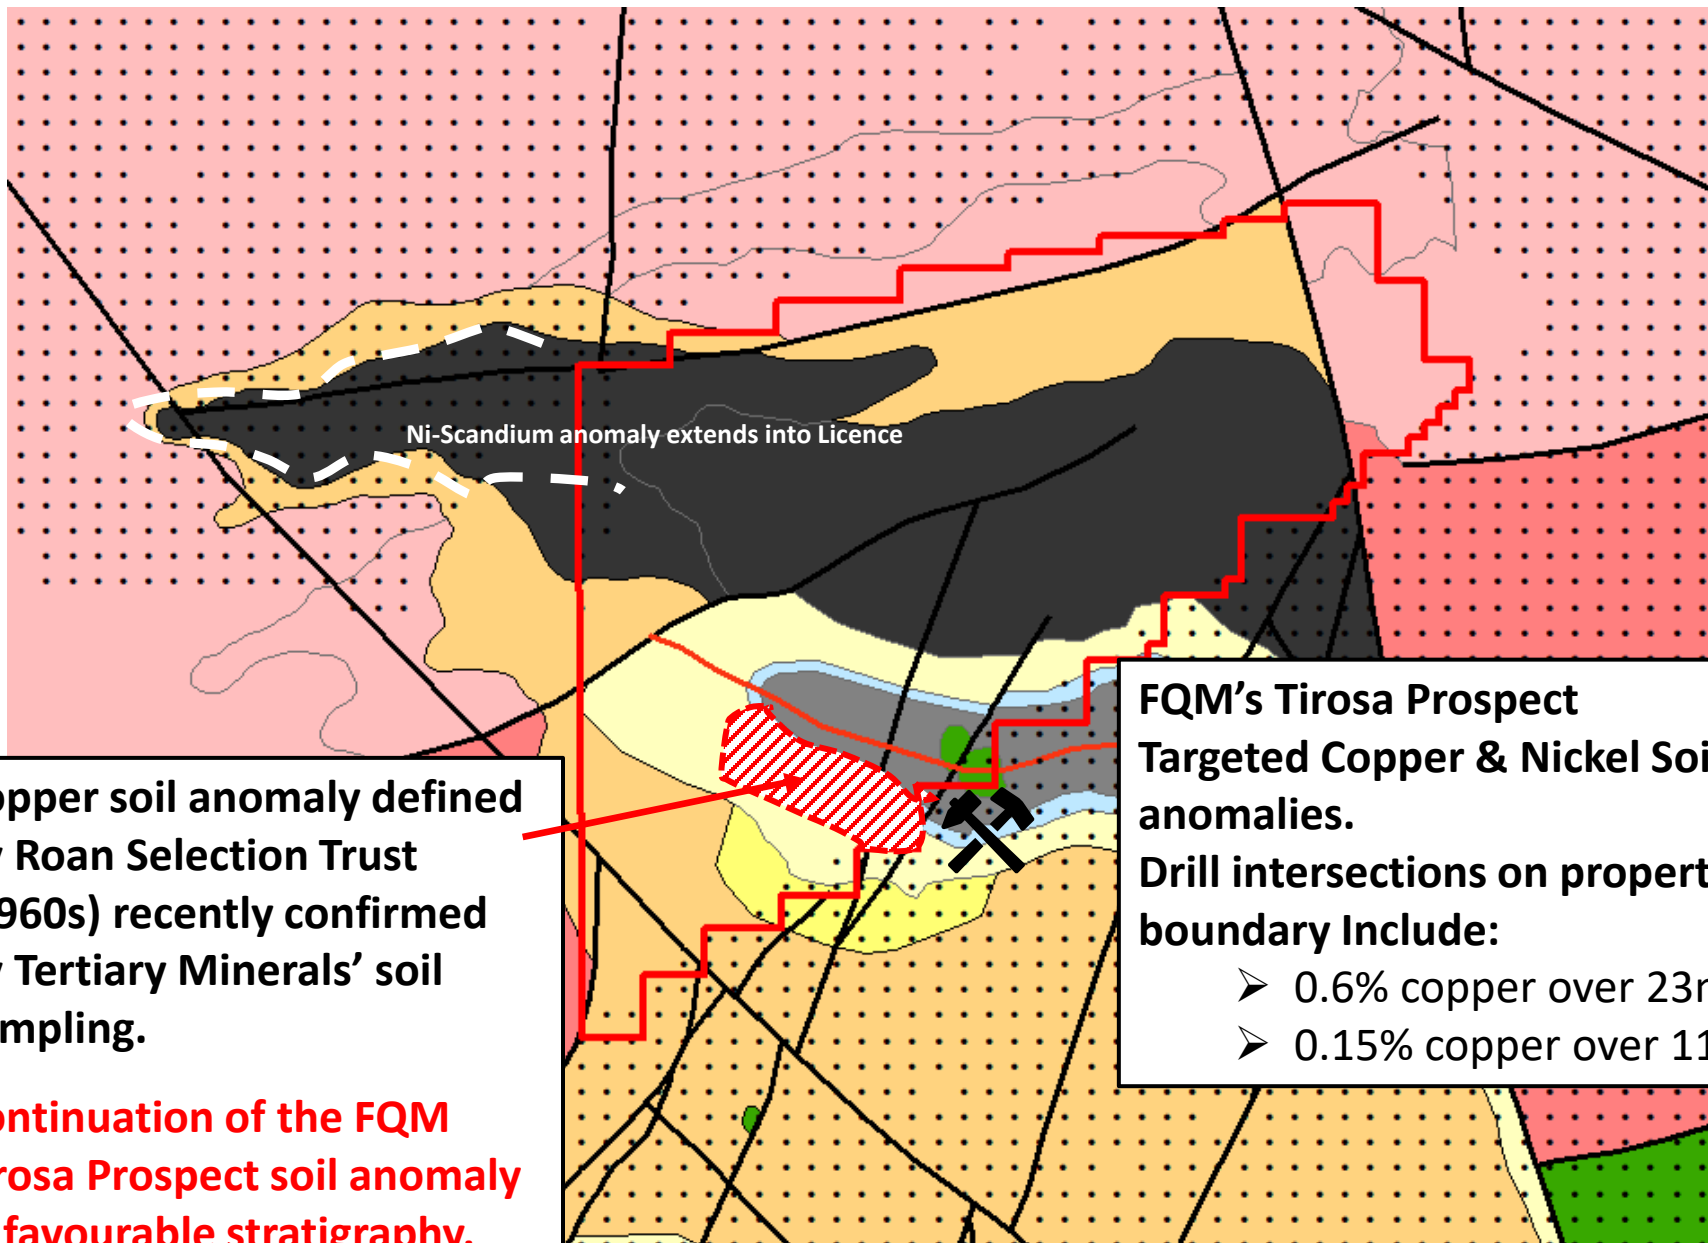 Ni-Scandium anomaly extends into Licence
opper soil anomaly defined
y Roan Selection Trust
960s) recently confirmed
y Tertiary Minerals’ soil
mpling.
ontinuation of the FQM
rosa Prospect soil anomaly
favourable stratigraphy.
FQM’s Tirosa Prospect
Targeted Copper & Nickel Soi
anomalies.
Drill intersections on propert
boundary Include:
➢ 0.6% copper over 23m
➢ 0.15% copper over 11